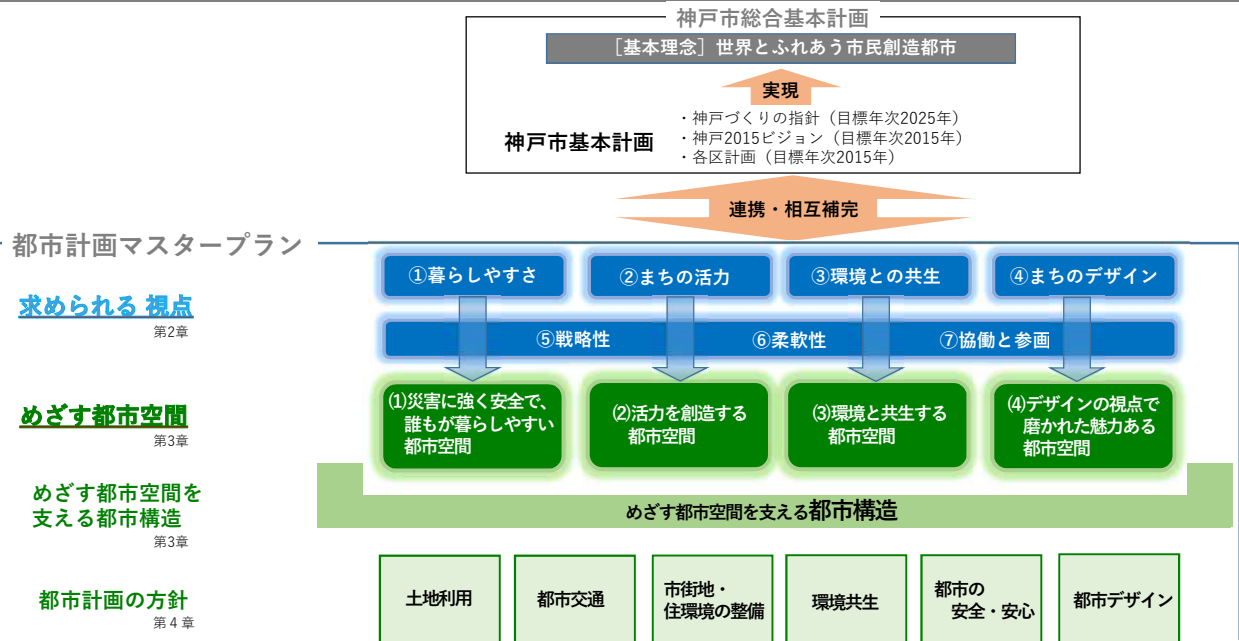 神戸市総合基本計画
［基本理念］世界とふれあう市民創造都市
実現
神戸市基本計画
・神戸づくりの指針（目標年次2025年）
・神戸2015ビジョン（目標年次2015年）
・各区計画（目標年次2015年）
連携・相互補完
都市計画マスタープラン
求められる 視点
第2章
①暮らしやすさ
②まちの活力
③環境との共生
④まちのデザイン
⑤戦略性
⑥柔軟性
⑦協働と参画
めざす都市空間
第3章
(1)災害に強く安全で、
誰もが暮らしやすい
都市空間
(2)活力を創造する
都市空間
(3)環境と共生する
都市空間
(4)デザインの視点で
磨かれた魅力ある
都市空間
めざす都市空間を
支える都市構造
第3章
めざす都市空間を支える都市構造
都市計画の方針
第４章
土地利用
都市交通
市街地・
住環境の整備
環境共生
都市の
安全・安心
都市デザイン